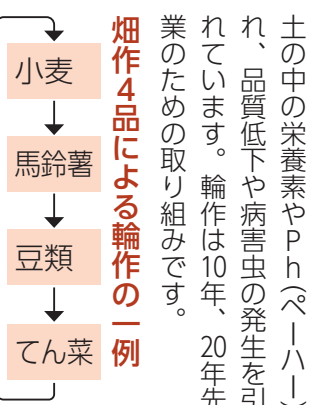 土の中の栄養素やPh(ペーハー)
れ、品質低下や病害虫の発生を引
れています。輪作は10年、20年先
業のための取り組みです。
畑作4品による輪作の一例
小麦
馬鈴薯
豆類
てん菜